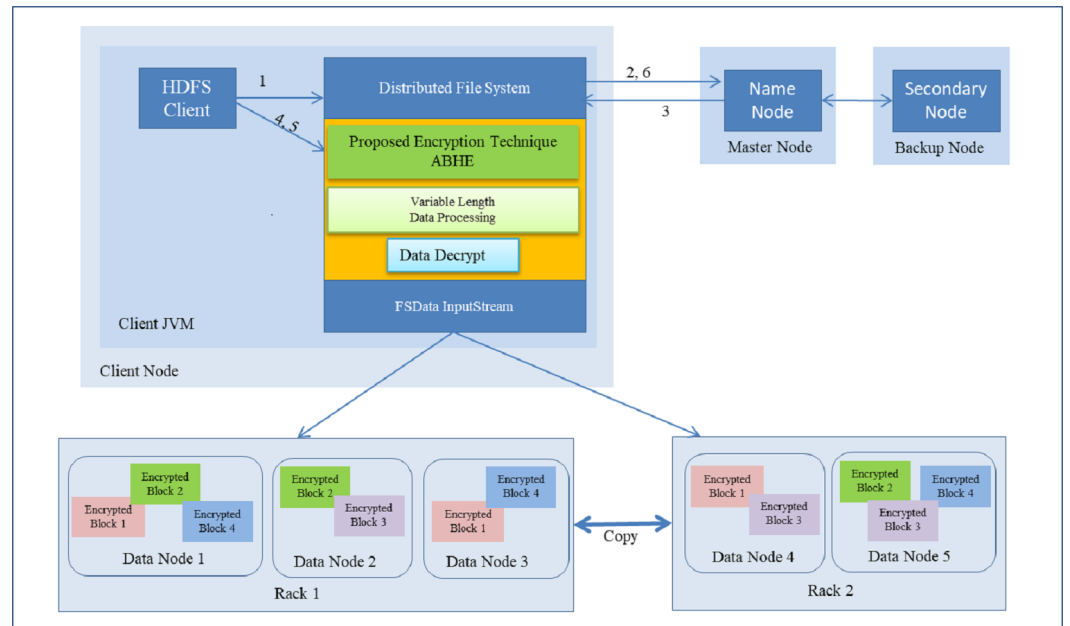 HDFS
Client
1
4, 5
Distributed File System
2, 6
3
Name
Node
Master Node
Secondary
Node
Backup Node
Proposed Encryption Technique
ABHE
Variable Length
Data Processing
Data Decrypt
FSData InputStream
Client JVM
Client Node
Encrypted
Block 1
Encrypted
Block 2
Encrypted
Block 4
Data Node 1
Encrypted
Block 2
Encrypted
Block 3
Data Node 2
Encrypted
Block 4
Encrypted
Block 1
Data Node 3
Rack 1
Copy
Encrypted
Block 1
Encrypted
Block 3
Data Node 4
Encrypted
Block 2
Encrypted
Block 4
Encrypted
Block 3
Data Node 5
Rack 2